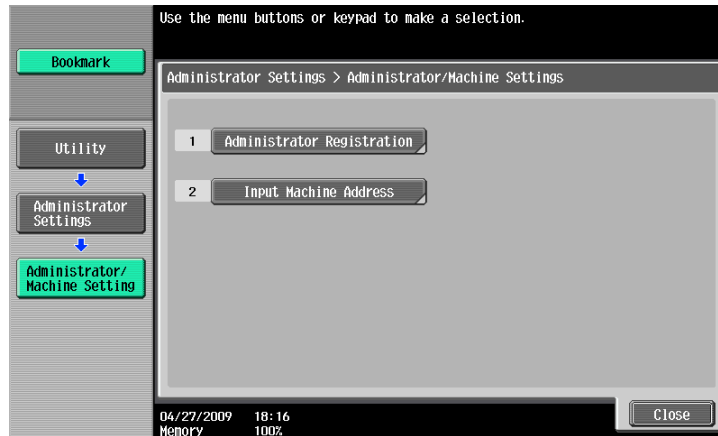 Use the menu buttons or keypad to make a selection.
Bookmark
Administrator Settings > Administrator/Machine Settings
Utility
1 Administrator Registration
2 Input Machine Address
Administrator
Settings
Administrator/
Machine Setting
04/27/2009 18:16
Memory 100%
Close